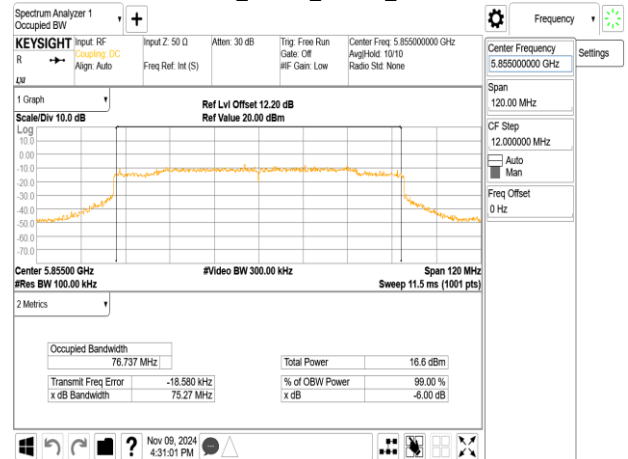 Spectrum Analyzer 1
Occupied BW
Frequency
KEYSIGHT
R
LXI
Input: RF
Coupling: DC
Align: Auto
Input Z: 50 Ω
Freq Ref: Int (S)
Atten: 30 dB
Trig: Free Run
Gate: Off
#IF Gain: Low
Center Freq: 5.855000000 GHz
Avg|Hold: 10/10
Radio Std: None
Center Frequency
5.855000000 GHz
Settings
Span
120.00 MHz
CF Step
12.000000 MHz
Auto
Man
Freq Offset
0 Hz
1 Graph
Scale/Div 10.0 dB
Ref Lvl Offset 12.20 dB
Ref Value 20.00 dBm
Log
10.0
0.00
-10.0
-20.0
-30.0
-40.0
-50.0
-60.0
-70.0
Center 5.85500 GHz
#Res BW 100.00 kHz
#Video BW 300.00 kHz
Span 120 MHz
Sweep 11.5 ms (1001 pts)
2 Metrics
Occupied Bandwidth
76.737 MHz
Transmit Freq Error -18.580 kHz
x dB Bandwidth 75.27 MHz
Total Power 16.6 dBm
% of OBW Power 99.00 %
x dB -6.00 dB
?
Nov 09, 2024
4:31:01 PM